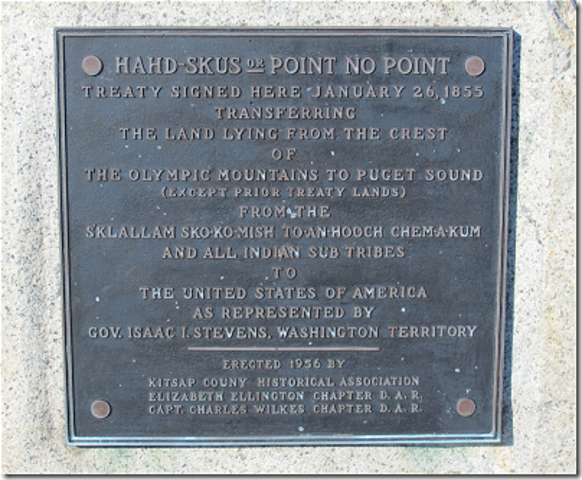 HAHD-SKUS OR POINT NO POINT
TREATY SIGNED HERE JANUARY 26, 1855
TRANSFERRING
THE LAND LYING FROM THE CREST
OF
THE OLYMPIC MOUNTAINS TO PUGET SOUND
(EXCEPT PRIOR TREATY LANDS)
FROM THE
S'KLALLAM SKO·KO·MISH TO·AN·HOOCH CHEM·A·KUM
AND ALL INDIAN SUB TRIBES
TO
THE UNITED STATES OF AMERICA
AS REPRESENTED BY
GOV. ISAAC I. STEVENS, WASHINGTON TERRITORY
ERECTED 1956 BY
KITSAP COUNY HISTORICAL ASSOCIATION
ELIZABETH ELLINGTON CHAPTER D.A.R.
CAPT. CHARLES WILKES CHAPTER D.A.R.